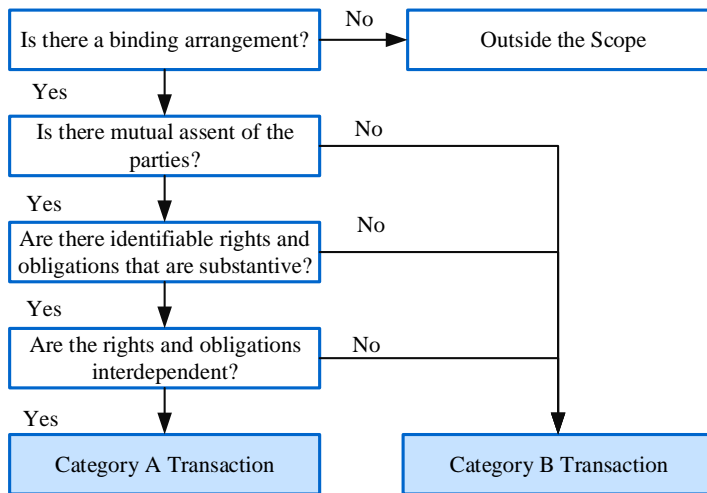 Is there a binding arrangement?
No
Outside the Scope
Yes
Is there mutual assent of the
parties?
No
Yes
Are there identifiable rights and
obligations that are substantive?
No
Yes
Are the rights and obligations
interdependent?
No
Yes
Category A Transaction
Category B Transaction